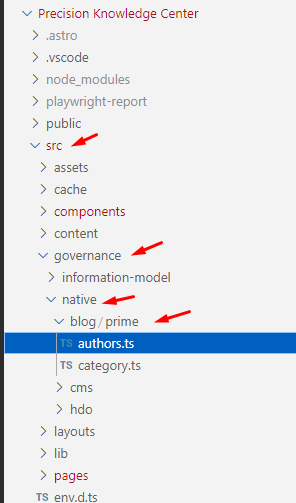 Precision Knowledge Center
.astro
.vscode
node_modules
playwright-report
public
src
assets
cache
components
content
governance
information-model
native
blog / prime
TS authors.ts
TS category.ts
cms
hdo
layouts
lib
pages
TS env.d.ts